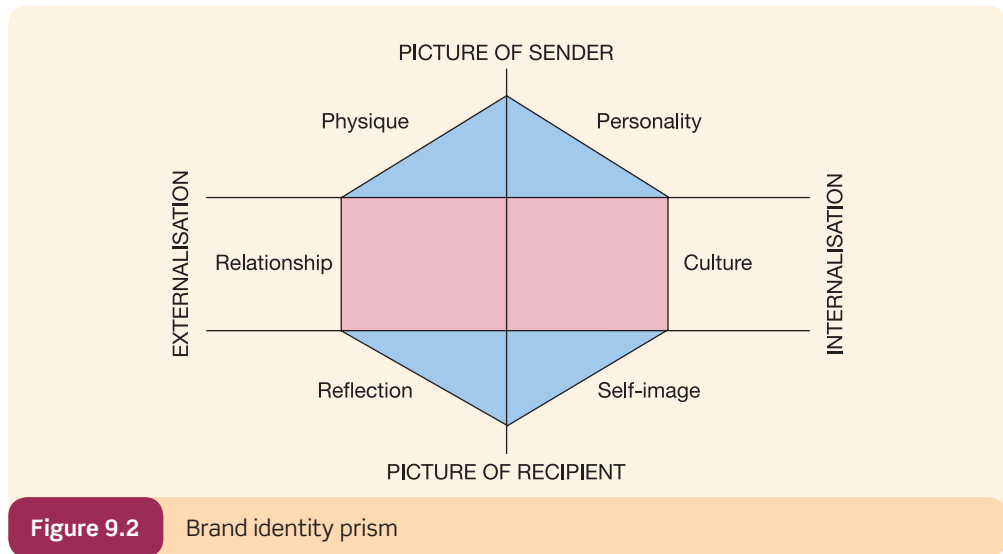 PICTURE OF SENDER
Physique
Personality
EXTERNALISATION
Relationship
Culture
INTERNALISATION
Reflection
Self-image
PICTURE OF RECIPIENT
Figure 9.2
Brand identity prism